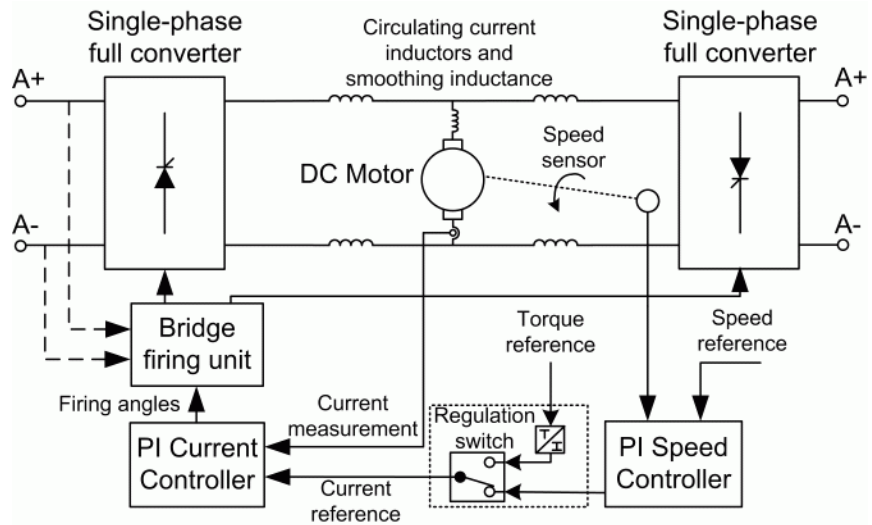 Single-phase
full converter
Circulating current
inductors and
smoothing inductance
Single-phase
full converter
A+
A+
DC Motor
Speed
sensor
A-
A-
Bridge
firing unit
Torque
reference
Speed
reference
Firing angles
Current
measurement
Regulation
switch
T
I
PI Current
Controller
PI Speed
Controller
Current
reference